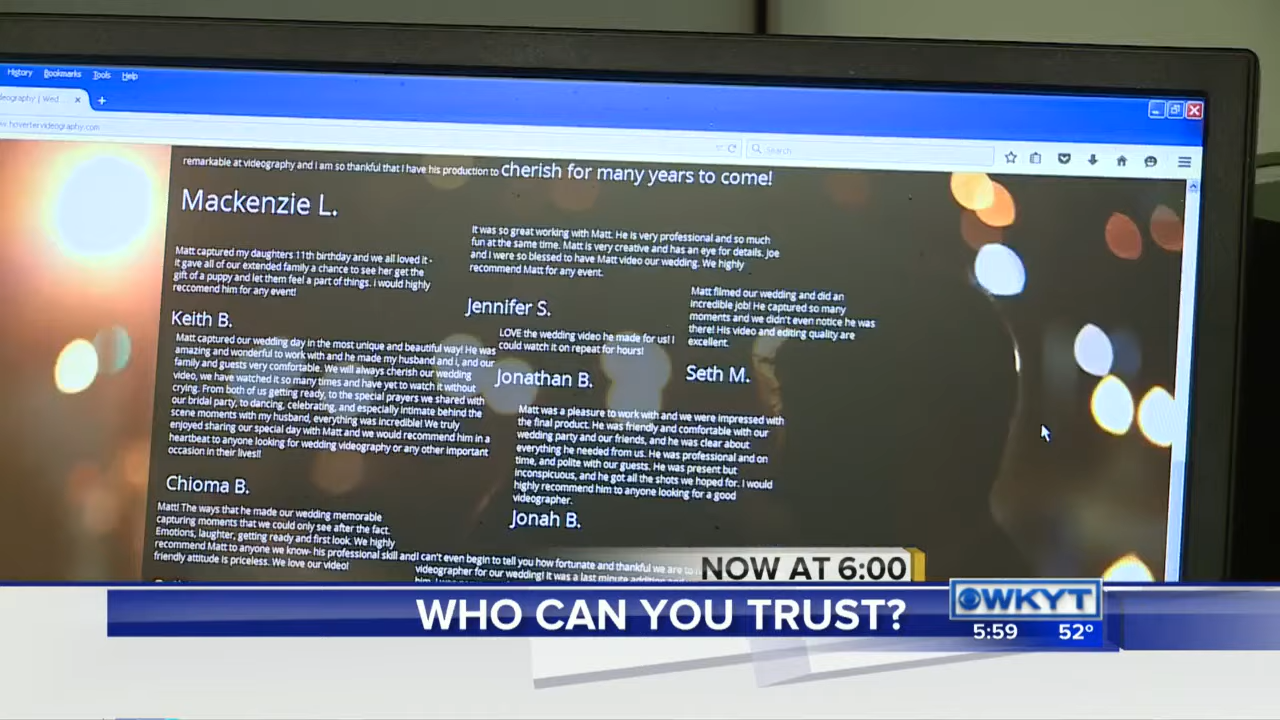 History Bookmarks Tools Help
deography | Wed
hovertervideography.com
Search
remarkable at videography and I am so thankful that I have his production to cherish for many years to come!
Mackenzie L.
It was so great working with Matt. He is very professional and so much
fun at the same time. Matt is very creative and has an eye for details. Joe
and I were so blessed to have Matt video our wedding. We highly
recommend Matt for any event.
Matt captured my daughters 11th birthday and we all loved it -
it gave all of our extended family a chance to see her get the
gift of a puppy and let them feel a part of things. I would highly
reccomend him for any event!
Jennifer S.
Matt filmed our wedding and did an
incredible job! He captured so many
moments and we didn't even notice he was
there! His video and editing quality are
excellent.
Keith B.
LOVE the wedding video he made for us! I
could watch it on repeat for hours!
Matt captured our wedding day in the most unique and beautiful way! He was
amazing and wonderful to work with and he made my husband and i, and our
family and guests very comfortable. We will always cherish our wedding
video, we have watched it so many times and have yet to watch it without
crying. From both of us getting ready, to the special prayers we shared with
our bridal party, to dancing, celebrating, and especially intimate behind the
scene moments with my husband, everything was incredible! We truly
enjoyed sharing our special day with Matt and we would recommend him in a
heartbeat to anyone looking for wedding videography or any other important
occasion in their lives!!
Jonathan B.
Seth M.
Matt was a pleasure to work with and we were impressed with
the final product. He was friendly and comfortable with our
wedding party and our friends, and he was clear about
everything he needed from us. He was professional and on
time, and polite with our guests. He was present but
inconspicuous, and he got all the shots we hoped for. I would
highly recommend him to anyone looking for a good
videographer.
Chioma B.
Jonah B.
Matt! The ways that he made our wedding memorable
capturing moments that we could only see after the fact.
Emotions, laughter, getting ready and first look. We highly
recommend Matt to anyone we know- his professional skill and
friendly attitude is priceless. We love our video!
I can't even begin to tell you how fortunate and thankful we are to
videographer for our wedding! It was a last minute addition
NOW AT 6:00
WHO CAN YOU TRUST?
WKYT
5:59 52°